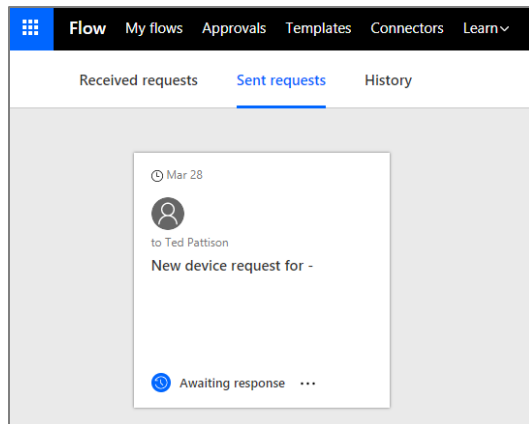 Flow My flows Approvals Templates Connectors Learn
Received requests Sent requests History
Mar 28
to Ted Pattison
New device request for -
Awaiting response ...